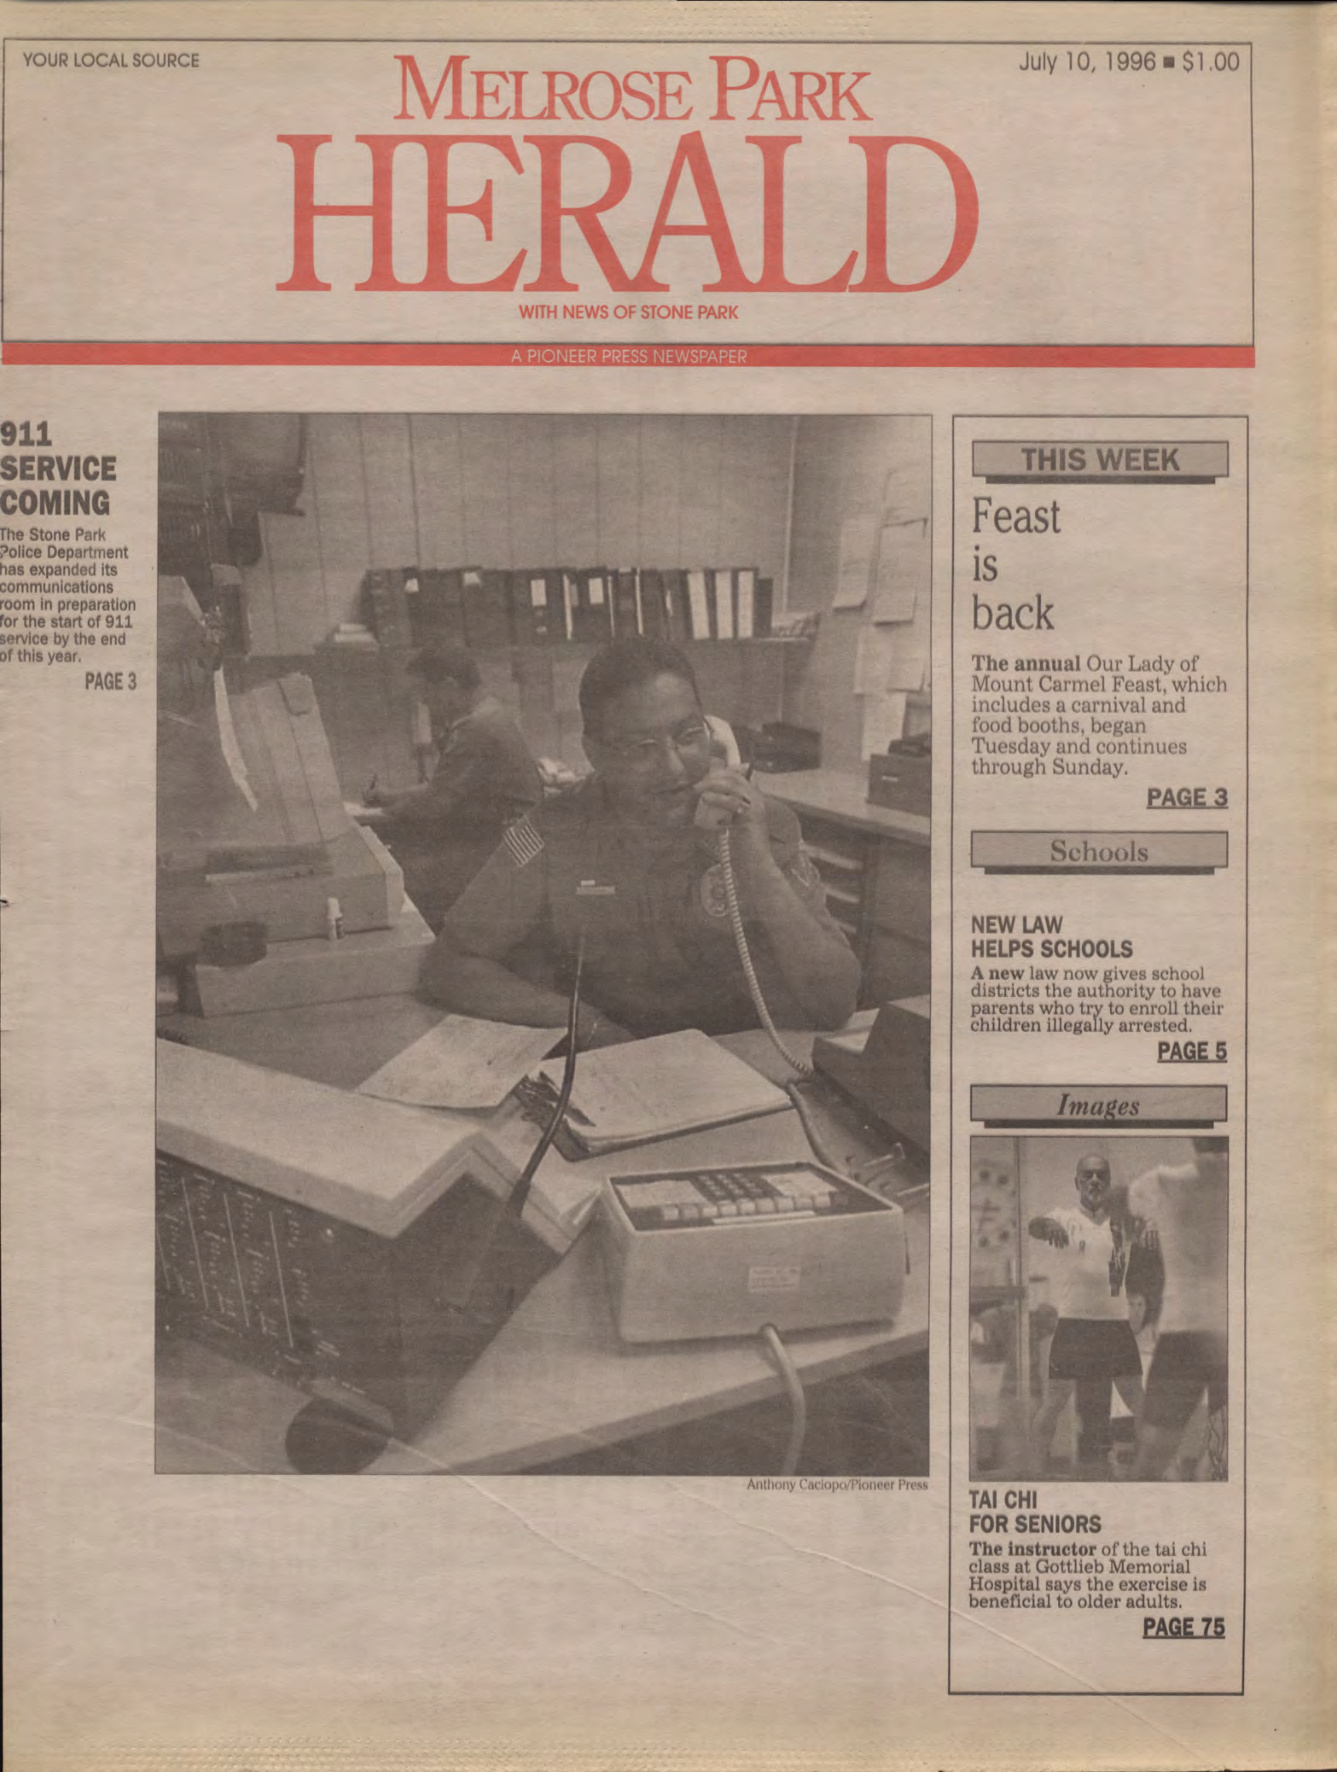 YOUR LOCAL SOURCE
July 10, 1996 ■ $1.00
MELROSE PARK
HERALD
WITH NEWS OF STONE PARK
A PIONEER PRESS NEWSPAPER
911
SERVICE
COMING
The Stone Park
Police Department
has expanded its
communications
room in preparation
for the start of 911
service by the end
of this year.
PAGE 3
Anthony Caciopo/Pioneer Press
THIS WEEK
Feast
is
back
The annual Our Lady of
Mount Carmel Feast, which
includes a carnival and
food booths, began
Tuesday and continues
through Sunday.
PAGE 3
Schools
NEW LAW
HELPS SCHOOLS
A new law now gives school
districts the authority to have
parents who try to enroll their
children illegally arrested.
PAGE 5
Images
TAI CHI
FOR SENIORS
The instructor of the tai chi
class at Gottlieb Memorial
Hospital says the exercise is
beneficial to older adults.
PAGE 75